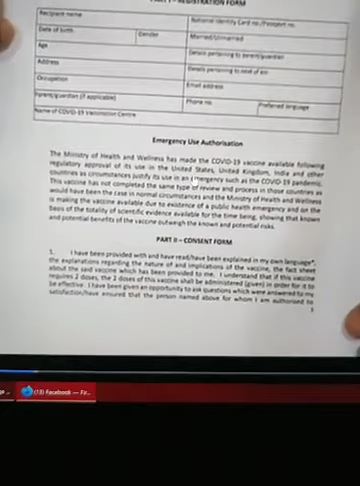 PART I – REGISTRATION FORM
Recipient name
National Identity Card no./Passport no.
Date of birth
Gender
Married/Unmarried
Age
Details pertaining to parent/guardian
Address
Details pertaining to next of kin
Occupation
Email address
Parent/guardian (if applicable)
Phone no
Preferred language
Name of COVID-19 Vaccination Centre
Emergency Use Authorisation
The Ministry of Health and Wellness has made the COVID-19 vaccine available following
regulatory approval of its use in the United States, United Kingdom, India and other
countries as circumstances justify its use in an emergency such as the COVID-19 pandemic.
This vaccine has not completed the same type of review and process in those countries as
would have been the case in normal circumstances and the Ministry of Health and Wellness
is making the vaccine available due to existence of a public health emergency and on the
basis of the totality of scientific evidence available for the time being, showing that known
and potential benefits of the vaccine outweigh the known and potential risks.
PART II – CONSENT FORM
1. I have been provided with and have read/have been explained in my own language*,
the explanations regarding the nature of and implications of the vaccine, the fact sheet
about the said vaccine which has been provided to me. I understand that if this vaccine
requires 2 doses, the 2 doses of this vaccine shall be administered (given) in order for it to
be effective. I have been given an opportunity to ask questions which were answered to my
satisfaction/have ensured that the person named above for whom I am authorised to
(13) Facebook — Fir...